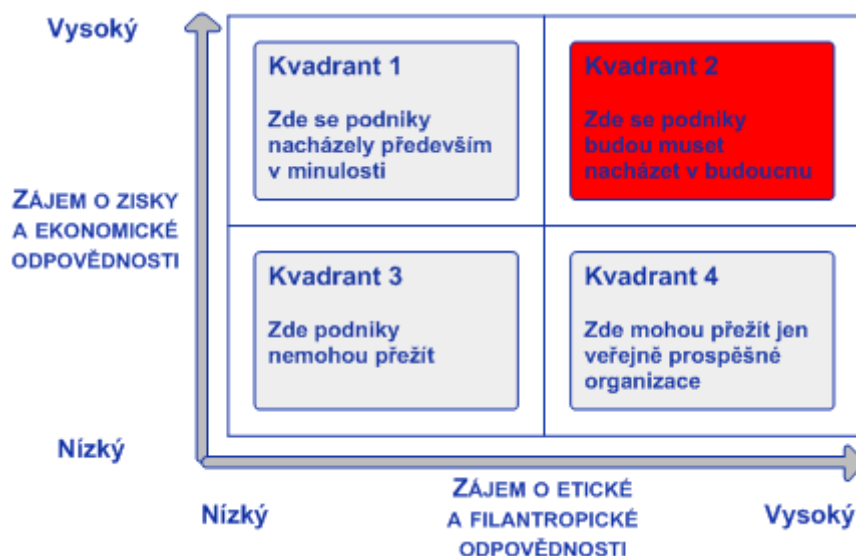 Vysoký
Kvadrant 1
Zde se podniky
nacházely především
v minulosti
Kvadrant 2
Zde se podniky
budou muset
nacházet v budoucnu
ZÁJEM O ZISKY
A EKONOMICKÉ
ODPOVĚDNOSTI
Kvadrant 3
Zde podniky
nemohou přežít
Kvadrant 4
Zde mohou přežít jen
veřejně prospěšné
organizace
Nízký
Nízký
ZÁJEM O ETICKÉ
A FILANTROPICKÉ
ODPOVĚDNOSTI
Vysoký